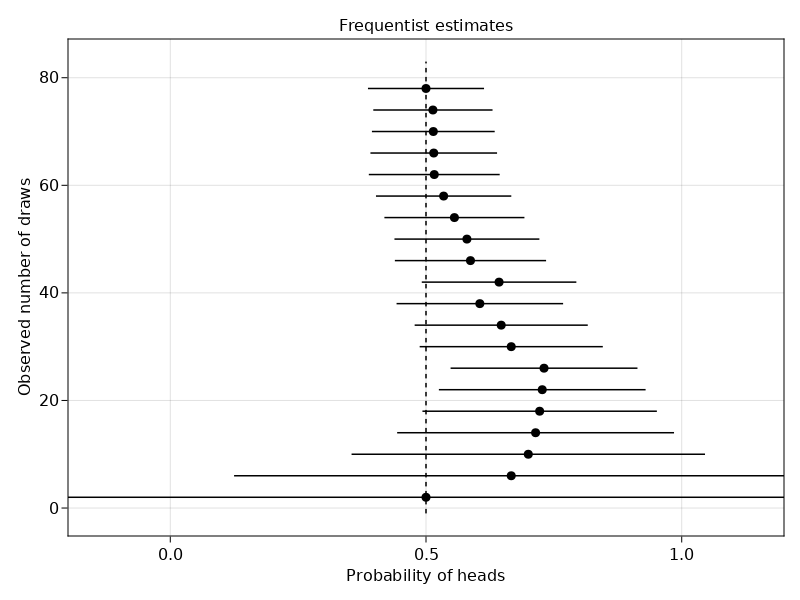 Frequentist estimates
Observed number of draws
80
60
40
20
0
0.0 0.5 1.0
Probability of heads